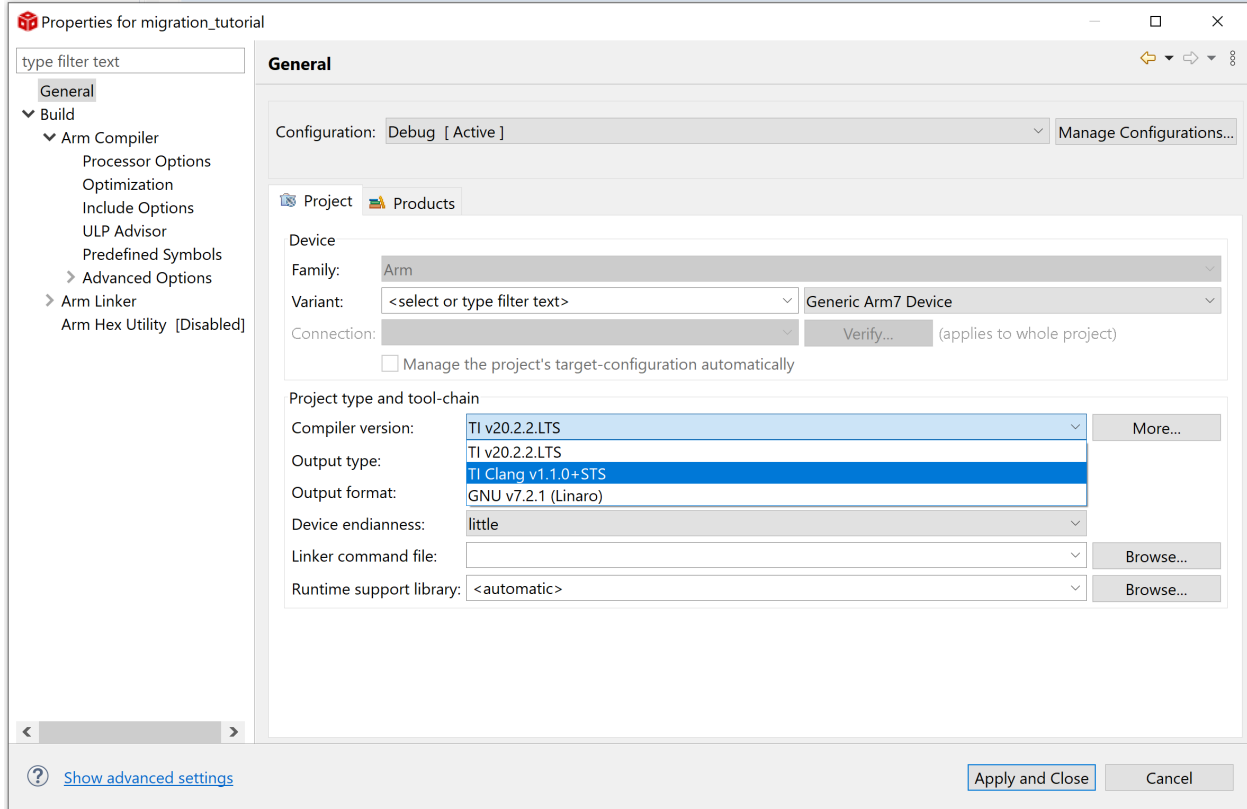 Properties for migration_tutorial
type filter text
General
Build
Arm Compiler
Processor Options
Optimization
Include Options
ULP Advisor
Predefined Symbols
Advanced Options
Arm Linker
Arm Hex Utility [Disabled]
General
Configuration: Debug [ Active ] Manage Configurations...
Project Products
Device
Family: Arm
Variant: <select or type filter text> Generic Arm7 Device
Connection: Verify... (applies to whole project)
Manage the project's target-configuration automatically
Project type and tool-chain
Compiler version: TI v20.2.2.LTS More...
TI v20.2.2.LTS
Output type:
TI Clang v1.1.0+STS
Output format:
GNU v7.2.1 (Linaro)
Device endianness: little
Linker command file: Browse...
Runtime support library: <automatic> Browse...
? Show advanced settings Apply and Close Cancel